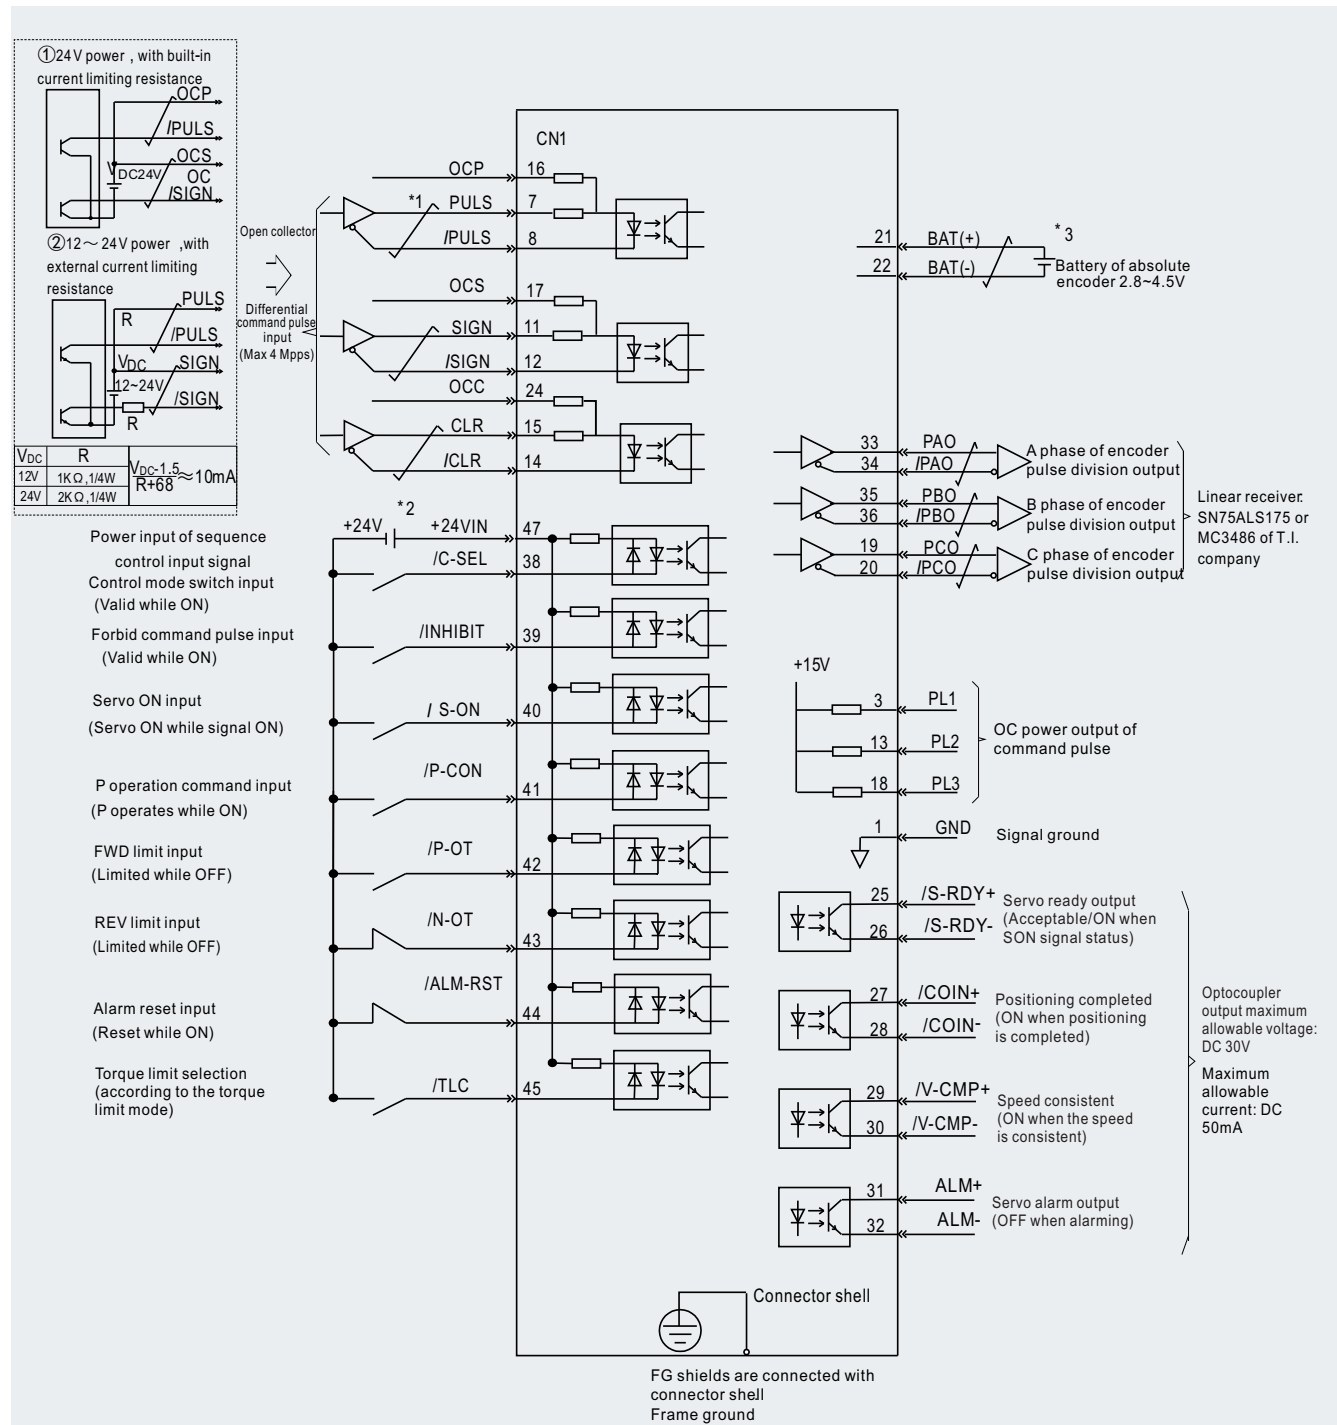 ①24V power , with built-in
current limiting resistance
OCP
/PULS
OCS
V
DC24V
OC
/SIGN
②12～24V power ,with
external current limiting
resistance
PULS
R
/PULS
VDC
SIGN
12~24V
/SIGN
R
VDC R
12V 1KΩ,1/4W
24V 2KΩ,1/4W
VDC-1.5
R+68
≈10mA
Open collector
Differential
command pulse
input
(Max 4 Mpps)
CN1
OCP 16
*1 PULS 7
/PULS 8
OCS 17
SIGN 11
/SIGN 12
OCC 24
CLR 15
/CLR 14
Power input of sequence
control input signal
+24V *2 +24VIN 47
Control mode switch input
(Valid while ON)
/C-SEL 38
Forbid command pulse input
(Valid while ON)
/INHIBIT 39
Servo ON input
(Servo ON while signal ON)
/ S-ON 40
P operation command input
(P operates while ON)
/P-CON 41
FWD limit input
(Limited while OFF)
/P-OT 42
REV limit input
(Limited while OFF)
/N-OT 43
Alarm reset input
(Reset while ON)
/ALM-RST 44
Torque limit selection
(according to the torque
limit mode)
/TLC 45
21 BAT(+)
22 BAT(-)
*3
Battery of absolute
encoder 2.8~4.5V
33 PAO
34 /PAO
A phase of encoder
pulse division output
35 PBO
36 /PBO
B phase of encoder
pulse division output
19 PCO
20 /PCO
C phase of encoder
pulse division output
Linear receiver:
SN75ALS175 or
MC3486 of T.I.
company
+15V
3 PL1
13 PL2
18 PL3
OC power output of
command pulse
1 GND Signal ground
25 /S-RDY+
26 /S-RDY-
Servo ready output
(Acceptable/ON when
SON signal status)
27 /COIN+
28 /COIN-
Positioning completed
(ON when positioning
is completed)
29 /V-CMP+
30 /V-CMP-
Speed consistent
(ON when the speed
is consistent)
31 ALM+
32 ALM-
Servo alarm output
(OFF when alarming)
Optocoupler
output maximum
allowable voltage:
DC 30V
Maximum
allowable
current: DC
50mA
Connector shell
FG shields are connected with
connector shell
Frame ground